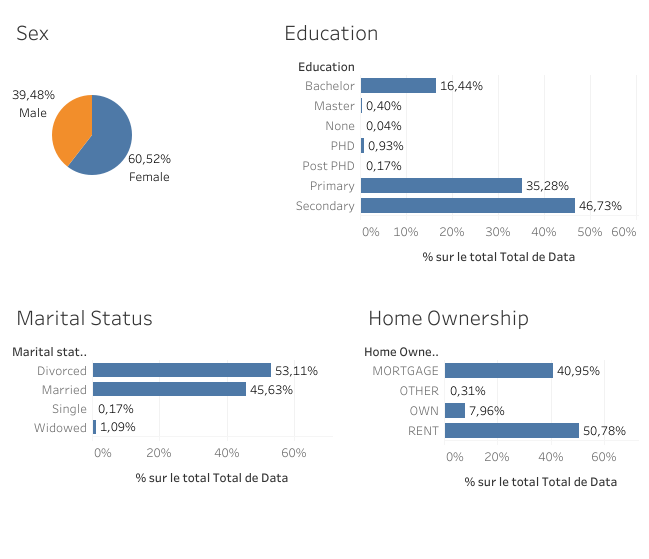 Sex
39,48%
Male
60,52%
Female
Education
Education
Bachelor 16,44%
Master 0,40%
None 0,04%
PHD 0,93%
Post PHD 0,17%
Primary 35,28%
Secondary 46,73%
0% 10% 20% 30% 40% 50% 60%
% sur le total Total de Data
Marital Status
Marital stat..
Divorced 53,11%
Married 45,63%
Single 0,17%
Widowed 1,09%
0% 20% 40% 60%
% sur le total Total de Data
Home Ownership
Home Owne..
MORTGAGE 40,95%
OTHER 0,31%
OWN 7,96%
RENT 50,78%
0% 20% 40% 60%
% sur le total Total de Data